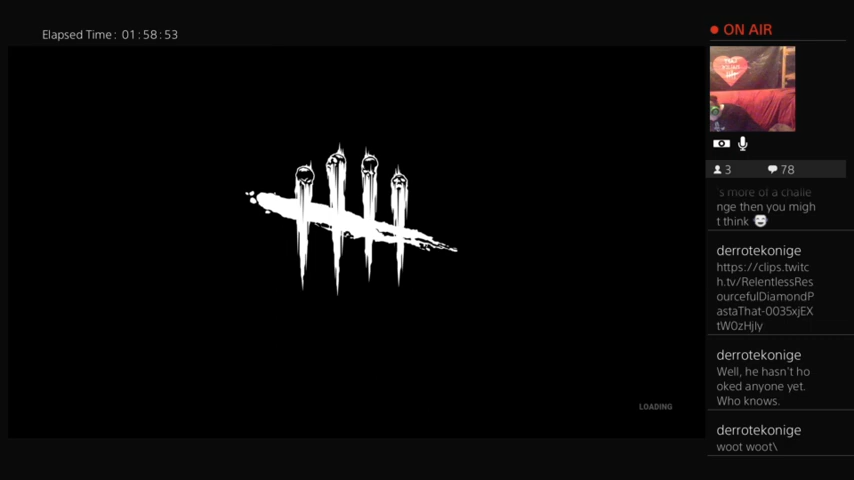 Elapsed Time: 01:58:53
ON AIR
3 78
's more of a challe
nge then you migh
t think
derrotekonige
https://clips.twitc
h.tv/RelentlessRes
ourcefulDiamondP
astaThat-0035xjEX
tW0zHjIy
derrotekonige
Well, he hasn't ho
oked anyone yet.
Who knows.
derrotekonige
woot woot\
LOADING